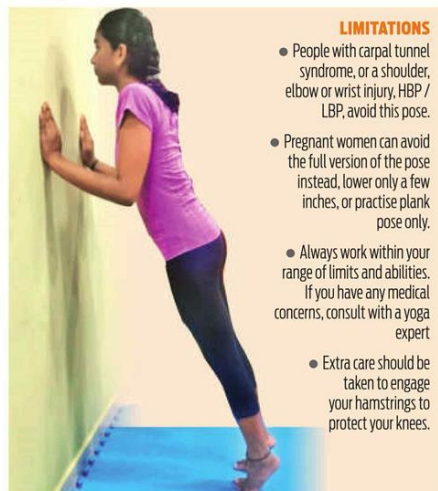 LIMITATIONS
● People with carpal tunnel
syndrome, or a shoulder,
elbow or wrist injury, HBP /
LBP, avoid this pose.
● Pregnant women can avoid
the full version of the pose
instead, lower only a few
inches, or practise plank
pose only.
● Always work within your
range of limits and abilities.
If you have any medical
concerns, consult with a yoga
expert
● Extra care should be
taken to engage
your hamstrings to
protect your knees.